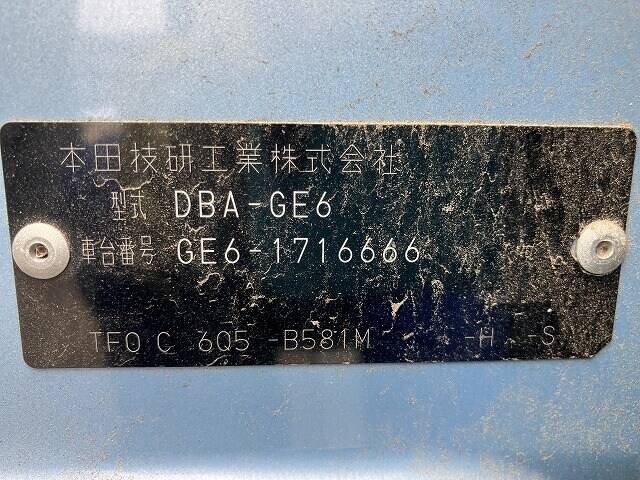 本田技研工業株式会社
型式 DBA-GE6
車台番号 GE6-1716666
TF0 C 6Q5 -B581M -H -S